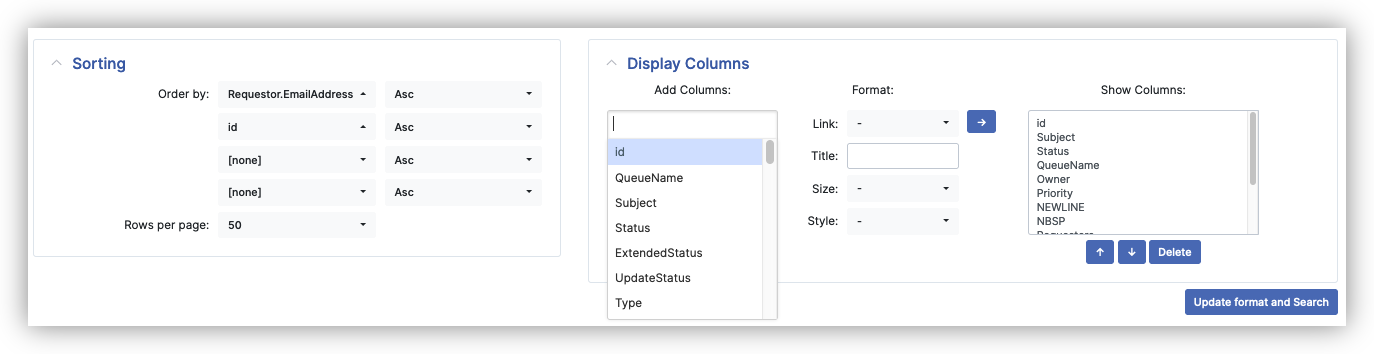 Sorting
Order by:
Requestor.EmailAddress
Asc
id
Asc
[none]
Asc
[none]
Asc
Rows per page:
50
Display Columns
Add Columns:
id
QueueName
Subject
Status
ExtendedStatus
UpdateStatus
Type
Format:
Link:
-
Title:
Size:
-
Style:
-
Show Columns:
id
Subject
Status
QueueName
Owner
Priority
NEWLINE
NBSP
Requestors
Delete
Update format and Search